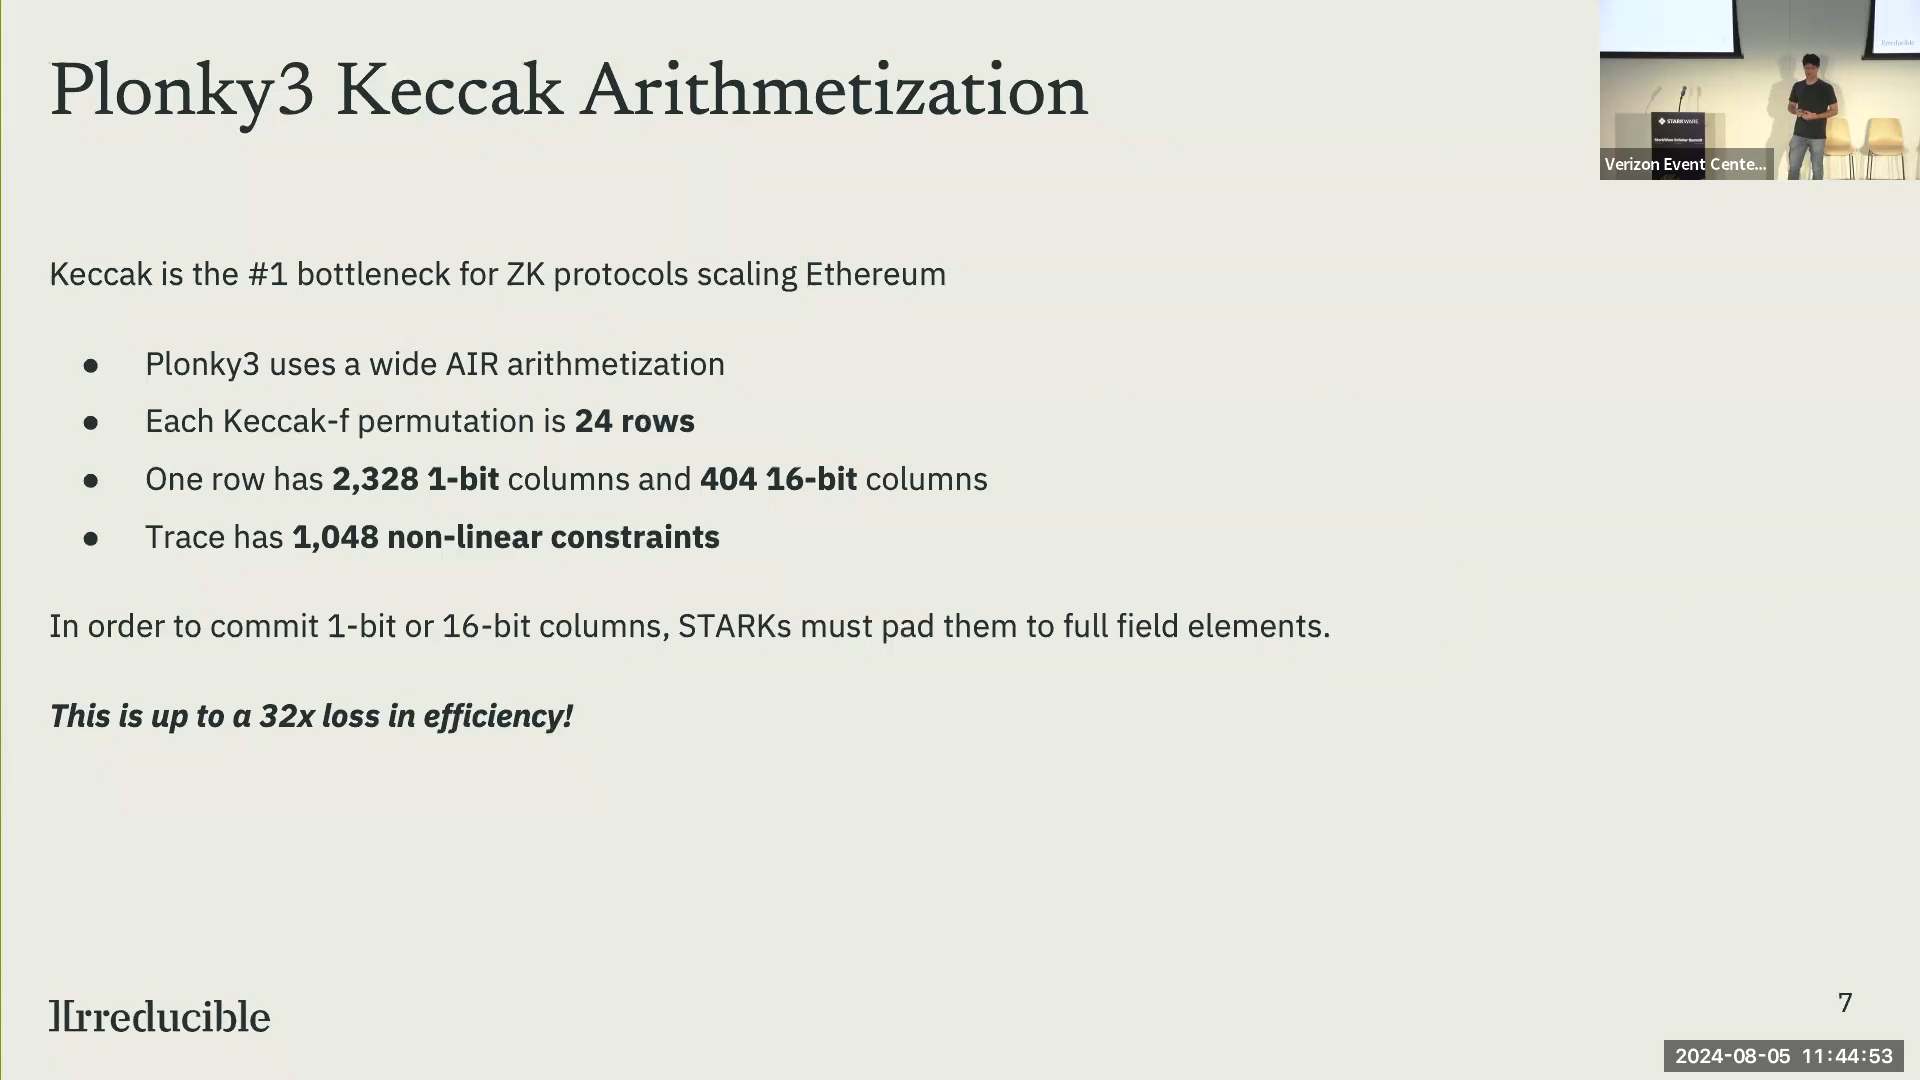 Plonky3 Keccak Arithmetization
STARKWARE
Verizon Event Cente...
Keccak is the #1 bottleneck for ZK protocols scaling Ethereum
● Plonky3 uses a wide AIR arithmetization
● Each Keccak-f permutation is 24 rows
● One row has 2,328 1-bit columns and 404 16-bit columns
● Trace has 1,048 non-linear constraints
In order to commit 1-bit or 16-bit columns, STARKs must pad them to full field elements.
This is up to a 32x loss in efficiency!
Irreducible
7
2024-08-05 11:44:53